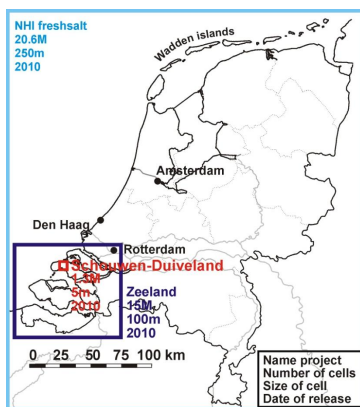 NHI freshsalt
20.6M
250m
2010
Wadden islands
Amsterdam
Den Haag
Rotterdam
Schouwen-Duiveland
5m
2010
Zeeland
15M
100m
2010
0 25 50 75 100 km
Name project
Number of cells
Size of cell
Date of release